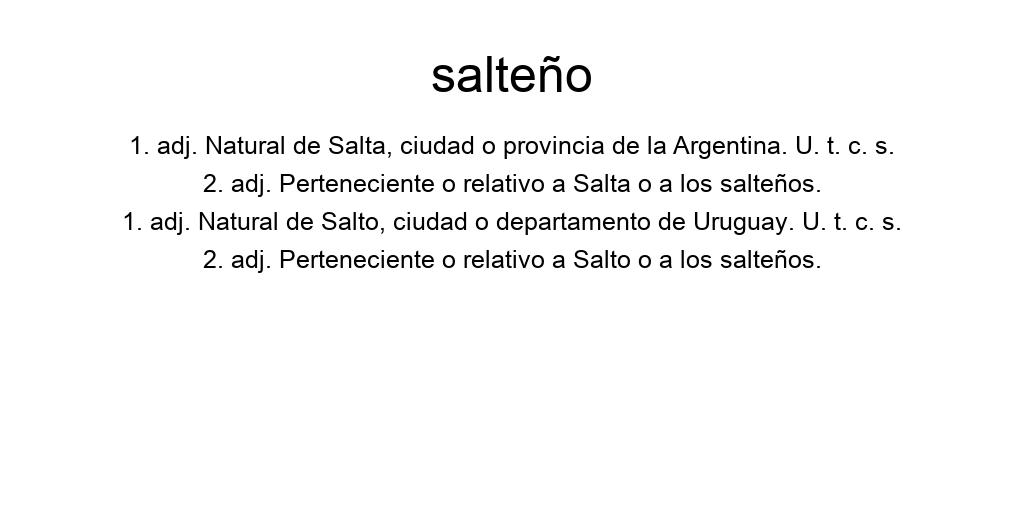 salteño
1. adj. Natural de Salta, ciudad o provincia de la Argentina. U. t. c. s.
2. adj. Perteneciente o relativo a Salta o a los salteños.
1. adj. Natural de Salto, ciudad o departamento de Uruguay. U. t. c. s.
2. adj. Perteneciente o relativo a Salto o a los salteños.